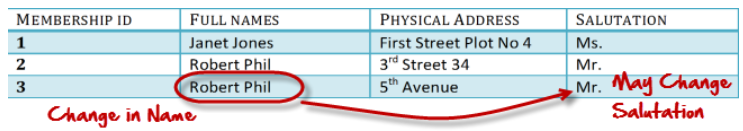 MEMBERSHIP ID FULL NAMES PHYSICAL ADDRESS SALUTATION
1 Janet Jones First Street Plot No 4 Ms.
2 Robert Phil 3rd Street 34 Mr.
3 Robert Phil 5th Avenue Mr. May Change
Change in Name Salutation